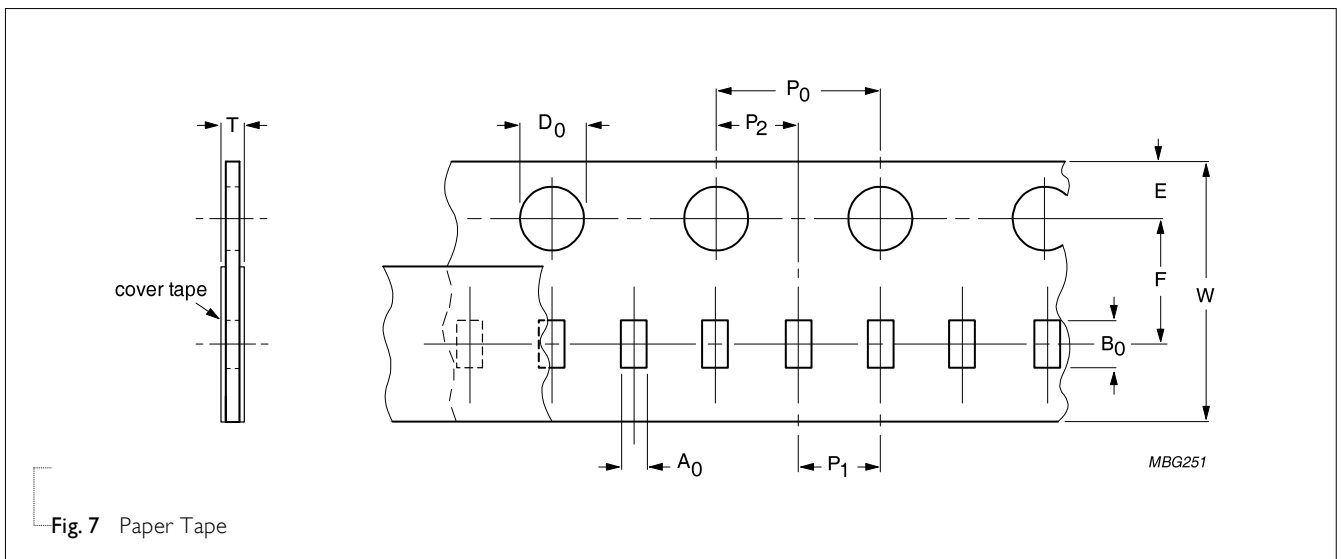 P0
T
D0
P2
E
F
W
cover tape
B0
A0
P1
MBG251
Fig. 7 Paper Tape